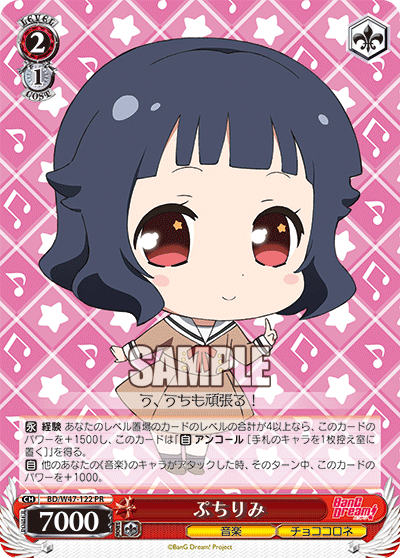 LEVEL
2
1
COST
SAMPLE
う、うちも頑張る!
永 経験 あなたのレベル置場のカードのレベルの合計が4以上なら、このカードの
パワーを+1500し、このカードは『自 アンコール [手札のキャラを1枚控え室に
置く]』を得る。
自 他のあなたの《音楽》のキャラがアタックした時、そのターン中、このカードの
パワーを+1000。
CH BD/W47-122 PR
7000
ぷちりみ
BanG Dream!
音楽 チョココロネ
©BanG Dream! Project